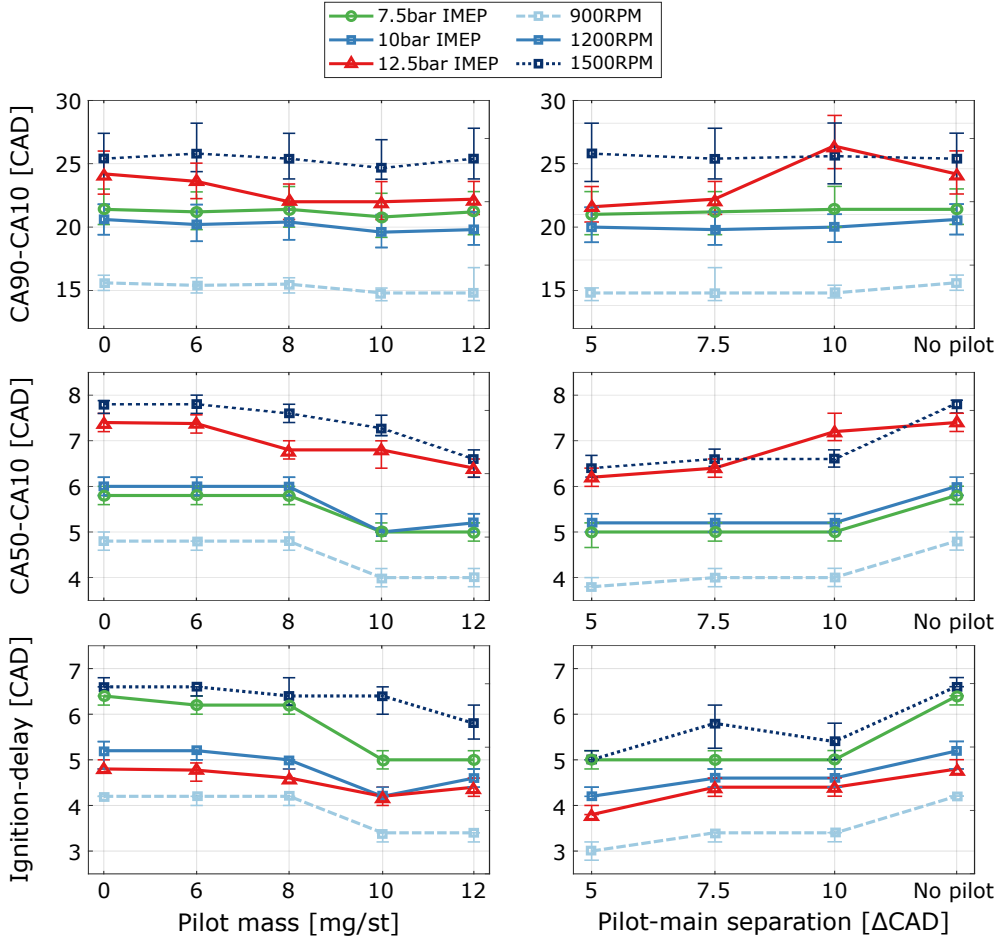 7.5bar IMEP 900RPM
10bar IMEP 1200RPM
12.5bar IMEP 1500RPM
CA90-CA10 [CAD]
30
25
20
15
0 6 8 10 12
30
25
20
15
5 7.5 10 No pilot
CA50-CA10 [CAD]
8
7
6
5
4
0 6 8 10 12
8
7
6
5
4
5 7.5 10 No pilot
Ignition-delay [CAD]
7
6
5
4
3
0 6 8 10 12
Pilot mass [mg/st]
7
6
5
4
3
5 7.5 10 No pilot
Pilot-main separation [ΔCAD]